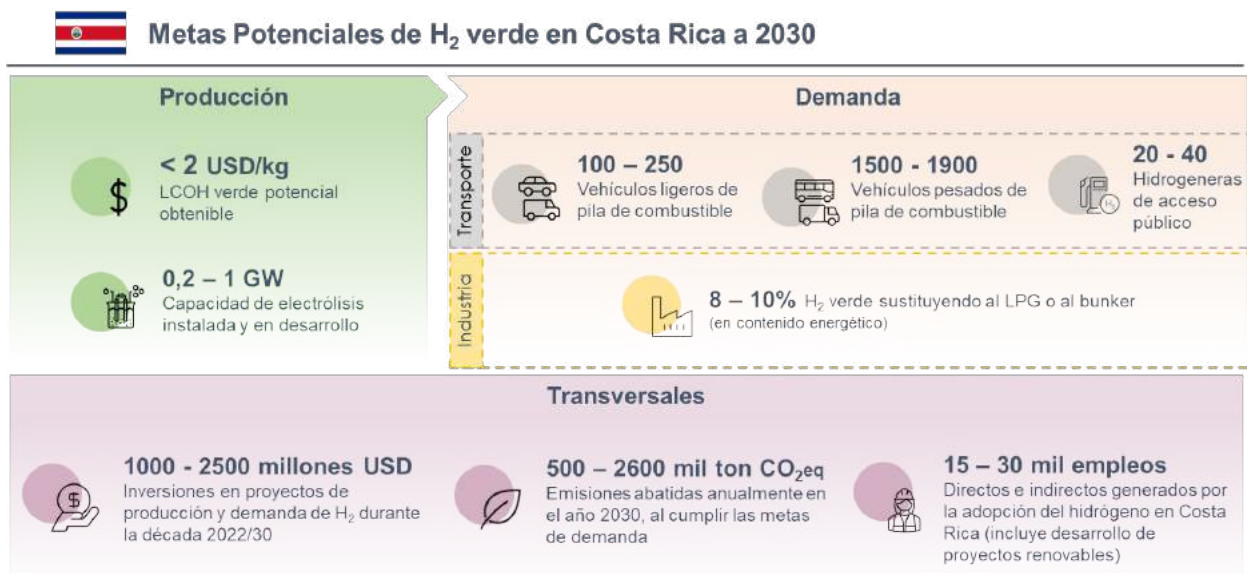 Metas Potenciales de H₂ verde en Costa Rica a 2030
Producción
< 2 USD/kg
LCOH verde potencial
obtenible
0,2 – 1 GW
Capacidad de electrólisis
instalada y en desarrollo
Demanda
Transporte
100 – 250
Vehículos ligeros de
pila de combustible
1500 - 1900
Vehículos pesados de
pila de combustible
20 - 40
Hidrogeneras
de acceso
público
H₂
Industria
8 – 10% H₂ verde sustituyendo al LPG o al bunker
(en contenido energético)
Transversales
1000 - 2500 millones USD
Inversiones en proyectos de
producción y demanda de H₂ durante
la década 2022/30
500 – 2600 mil ton CO₂eq
Emisiones abatidas anualmente en
el año 2030, al cumplir las metas
de demanda
15 – 30 mil empleos
Directos e indirectos generados por
la adopción del hidrógeno en Costa
Rica (incluye desarrollo de
proyectos renovables)